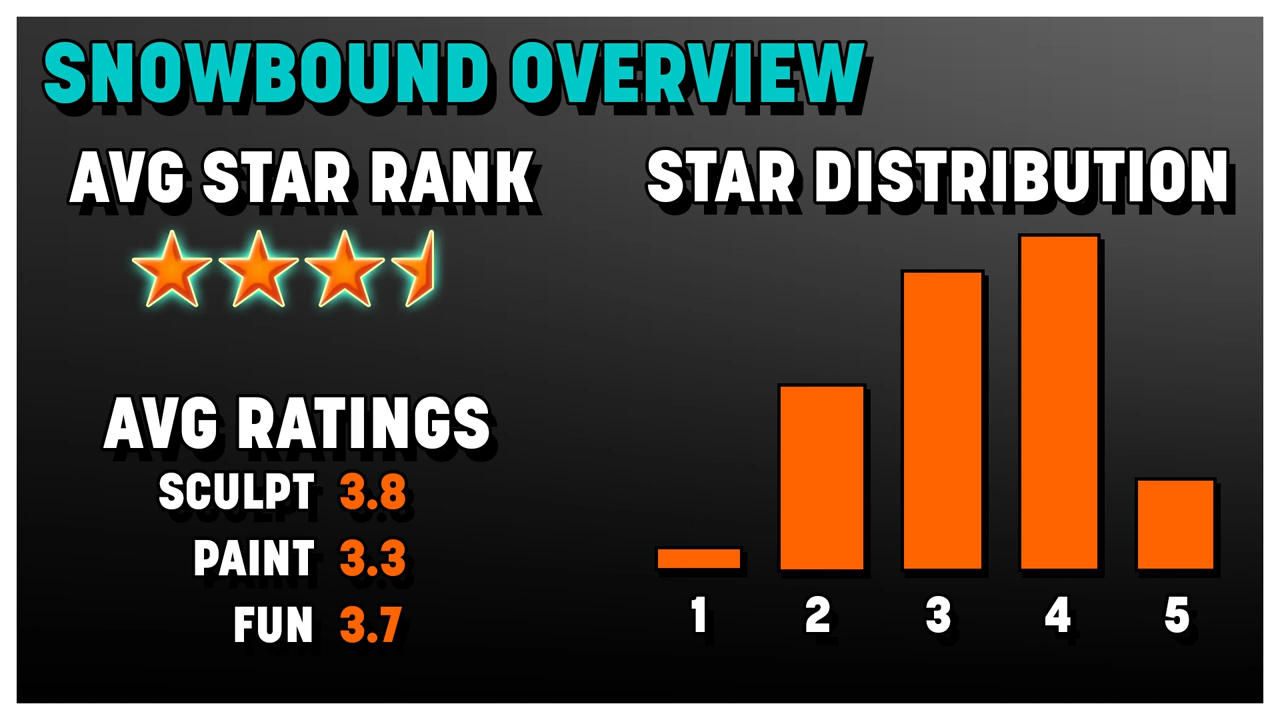 SNOWBOUND OVERVIEW
AVG STAR RANK
AVG RATINGS
SCULPT 3.8
PAINT 3.3
FUN 3.7
STAR DISTRIBUTION
1 2 3 4 5